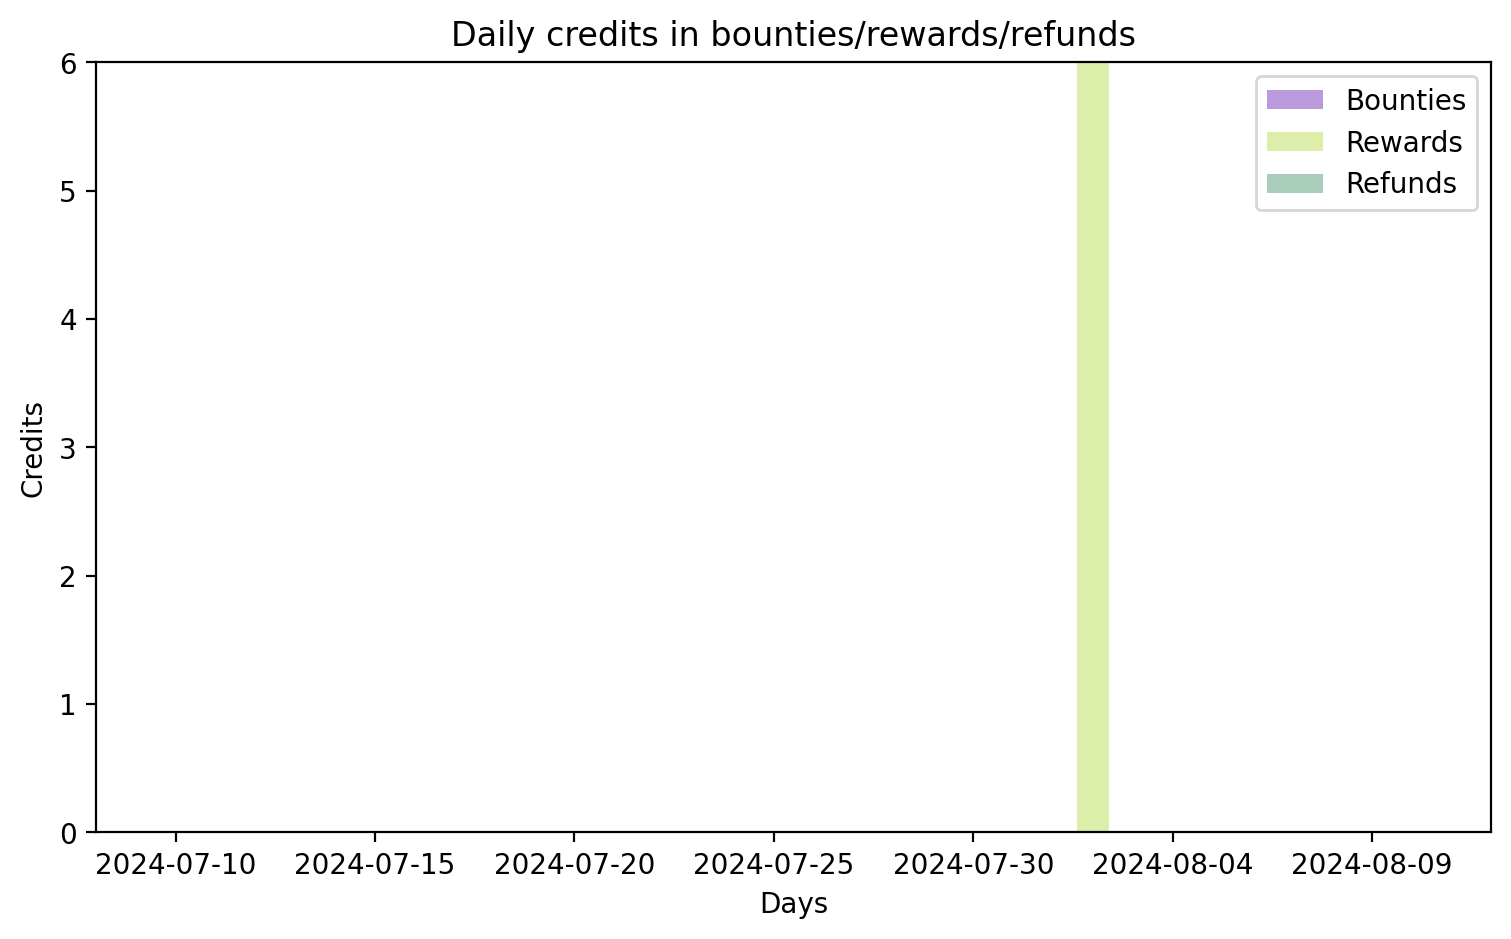 Daily credits in bounties/rewards/refunds
6
5
4
3
2
1
0
Credits
Bounties
Rewards
Refunds
2024-07-10 2024-07-15 2024-07-20 2024-07-25 2024-07-30 2024-08-04 2024-08-09
Days